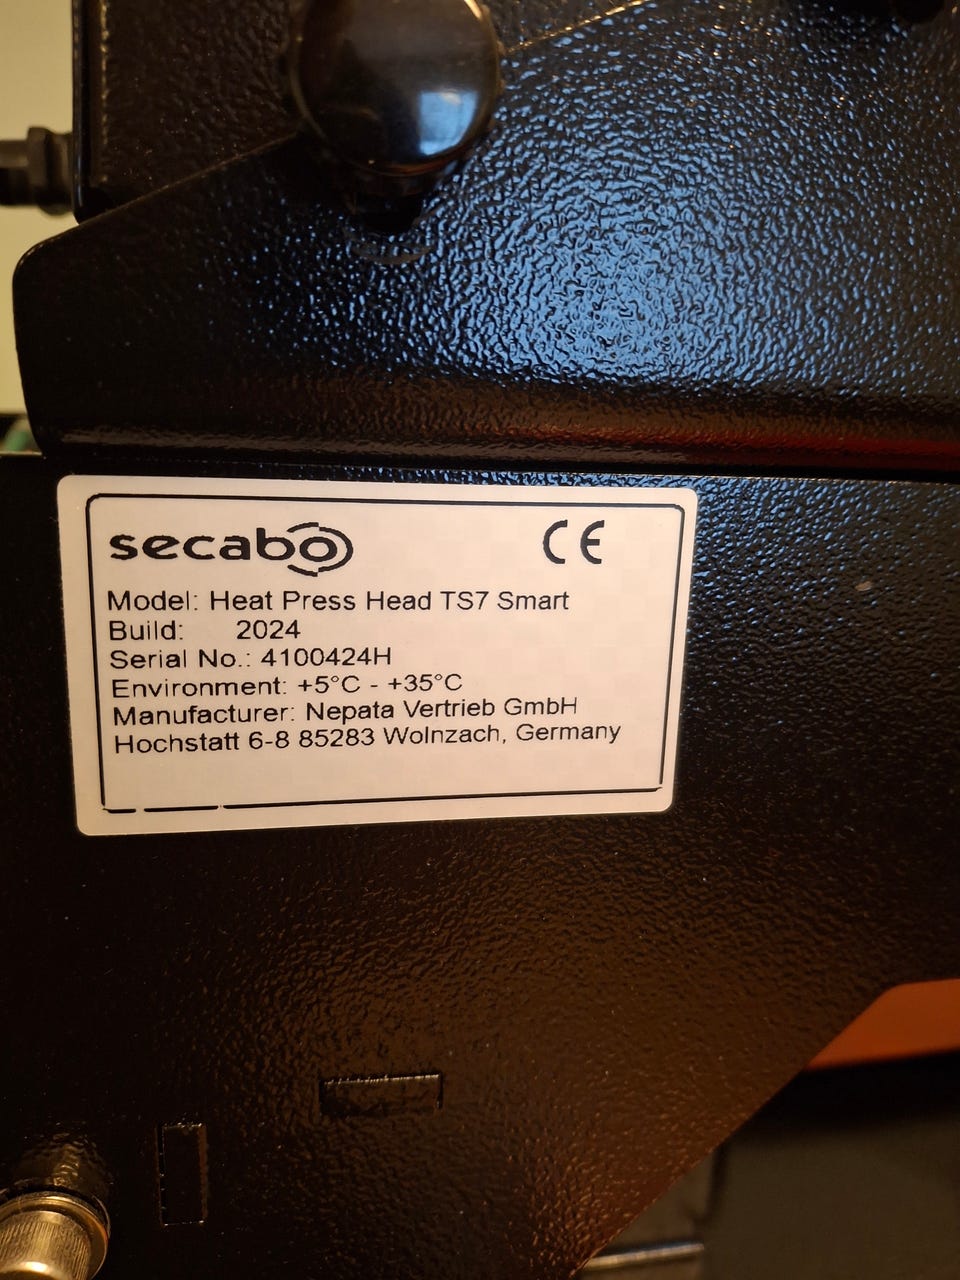 secabo CE
Model: Heat Press Head TS7 Smart
Build: 2024
Serial No.: 4100424H
Environment: +5°C - +35°C
Manufacturer: Nepata Vertrieb GmbH
Hochstatt 6-8 85283 Wolnzach, Germany